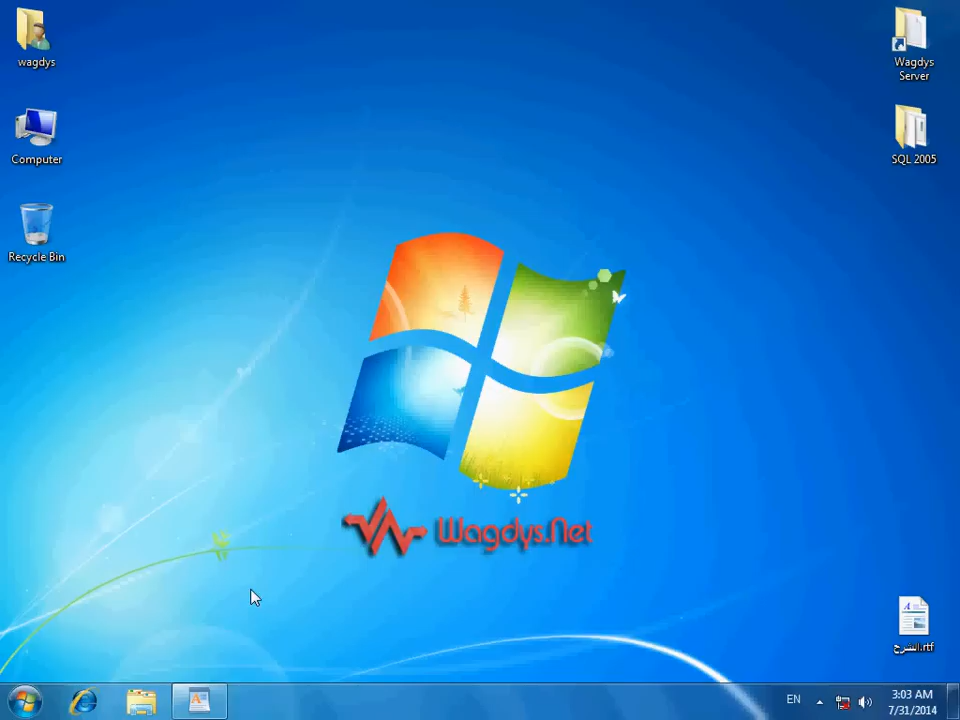 wagdys
Computer
Recycle Bin
Wagdys
Server
SQL 2005
Wagdys.Net
الشرح.rtf
EN
3:03 AM
7/31/2014